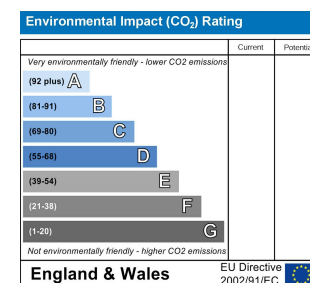 Environmental Impact (CO₂) Rating
Current Potentia
Very environmentally friendly - lower CO2 emissions
(92 plus) A
(81-91) B
(69-80) C
(55-68) D
(39-54) E
(21-38) F
(1-20) G
Not environmentally friendly - higher CO2 emissions
England & Wales
EU Directive
2002/91/EC